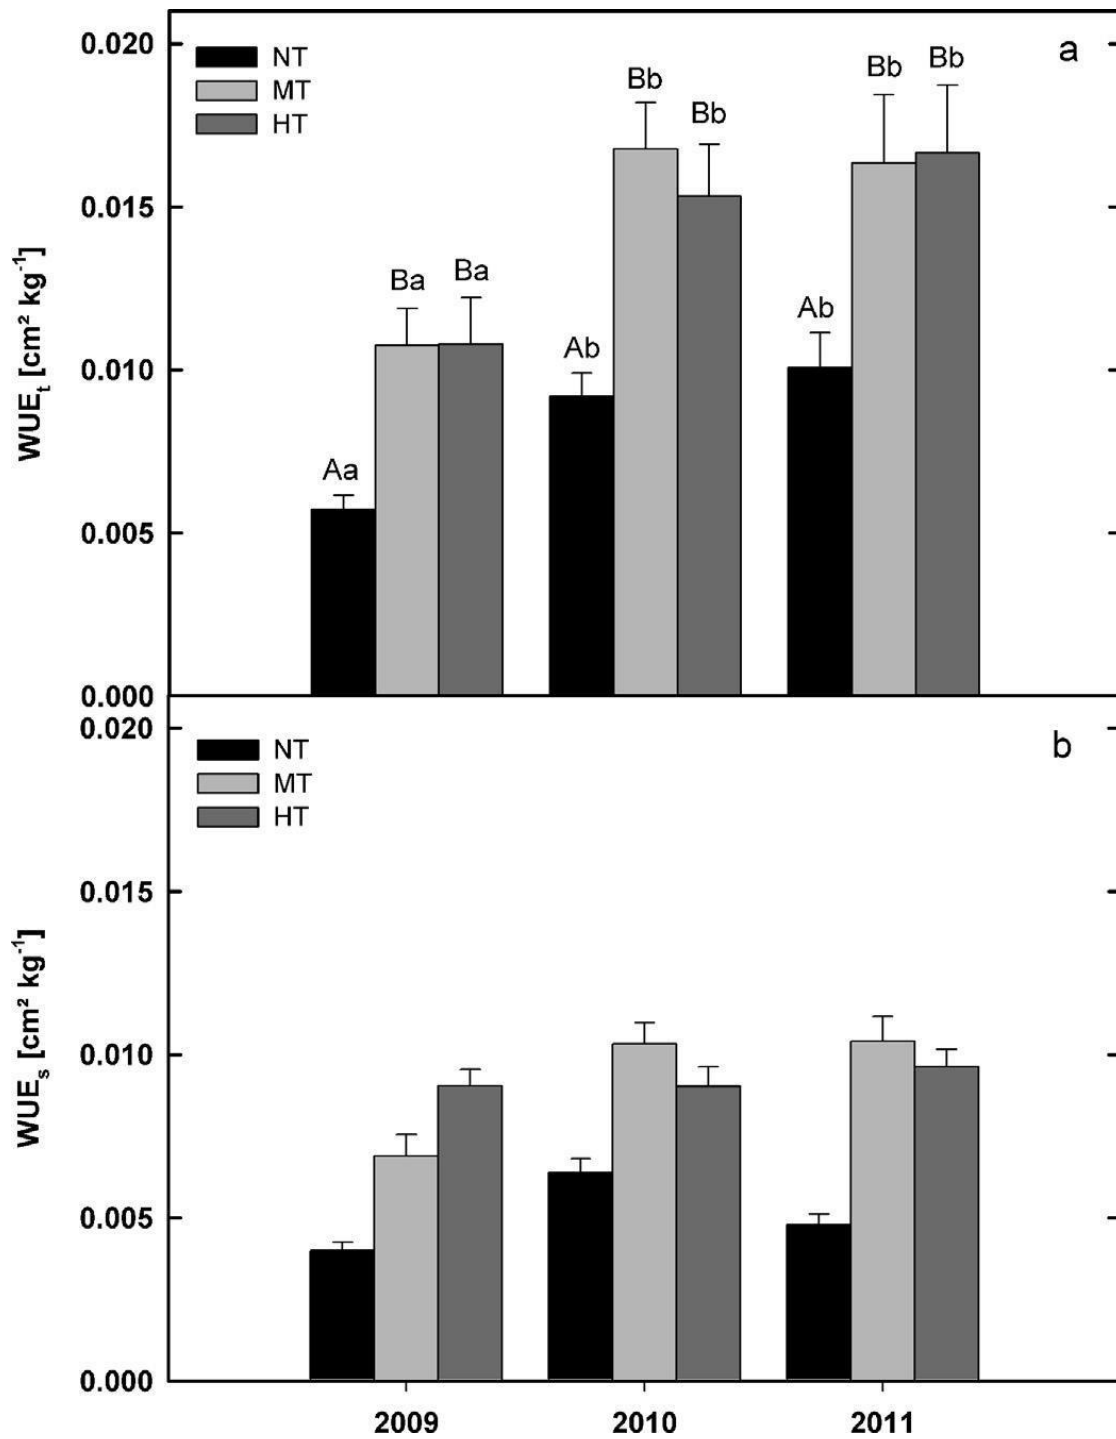 0.020
a
NT
MT
HT
Bb
Bb
Bb
Bb
0.015
Ba
Ba
Ab
Ab
0.010
Aa
0.005
0.000
WUEt [cm² kg-1]
0.020
b
NT
MT
HT
0.015
0.010
0.005
0.000
WUEs [cm² kg-1]
2009 2010 2011